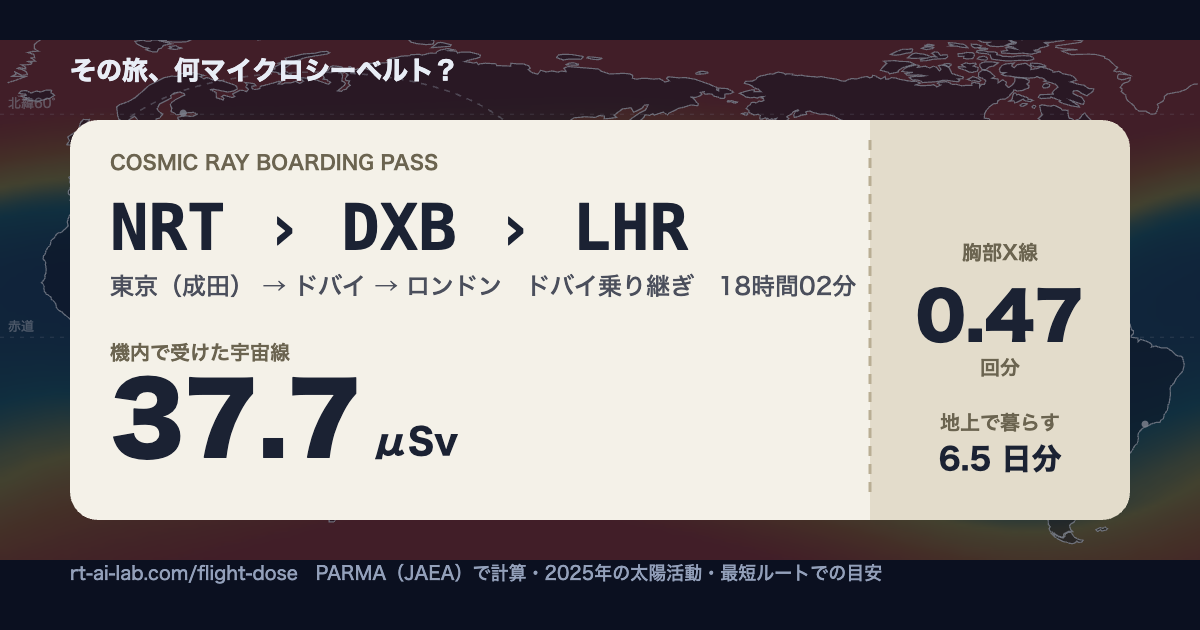 その旅、何マイクロシーベルト？
北緯60°
COSMIC RAY BOARDING PASS
NRT › DXB › LHR
東京（成田） → ドバイ → ロンドン　ドバイ乗り継ぎ　18時間02分
機内で受けた宇宙線
37.7 μSv
胸部X線
0.47
回分
地上で暮らす
6.5 日分
赤道
rt-ai-lab.com/flight-dose　PARMA（JAEA）で計算・2025年の太陽活動・最短ルートでの目安